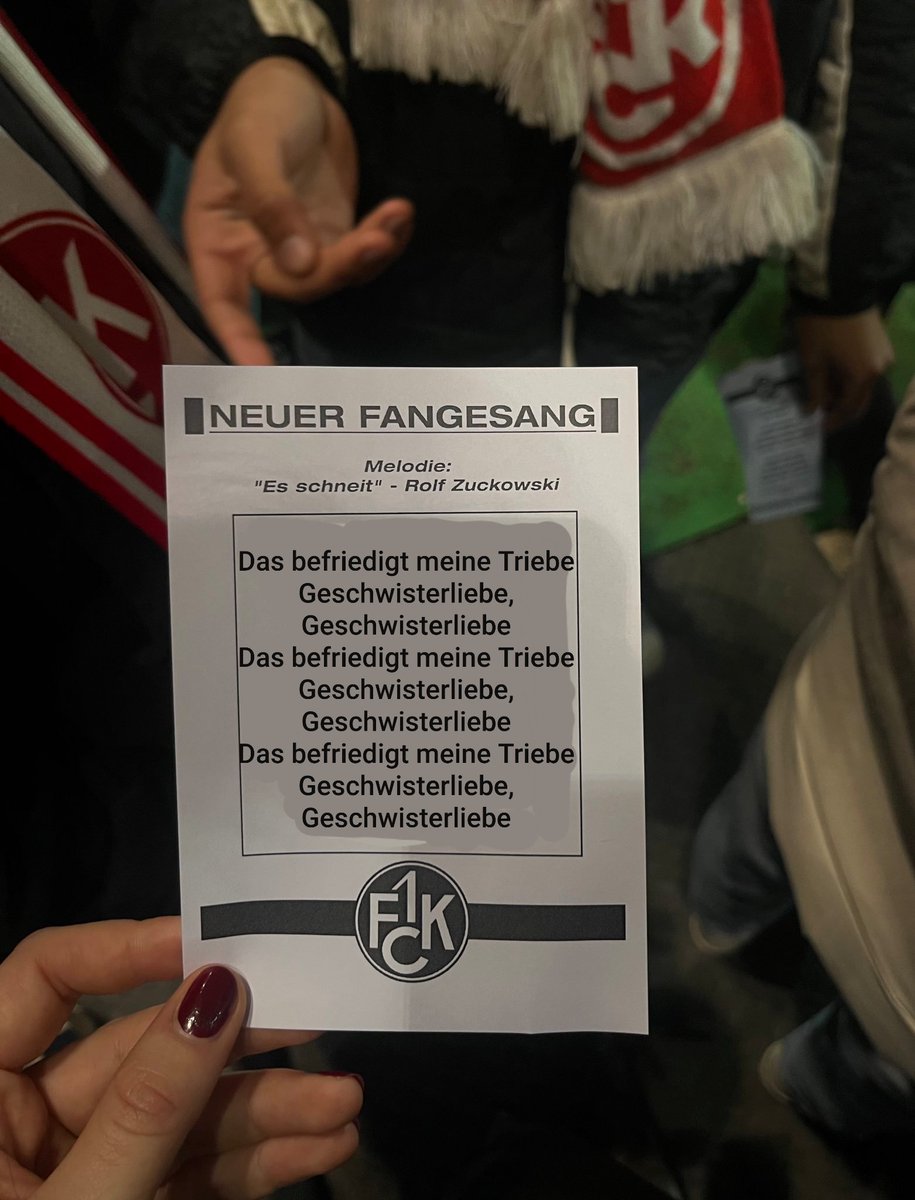 NEUER FANGESANG
Melodie:
"Es schneit" - Rolf Zuckowski
Das befriedigt meine Triebe
Geschwisterliebe,
Geschwisterliebe
Das befriedigt meine Triebe
Geschwisterliebe,
Geschwisterliebe
Das befriedigt meine Triebe
Geschwisterliebe,
Geschwisterliebe
1
F K
C